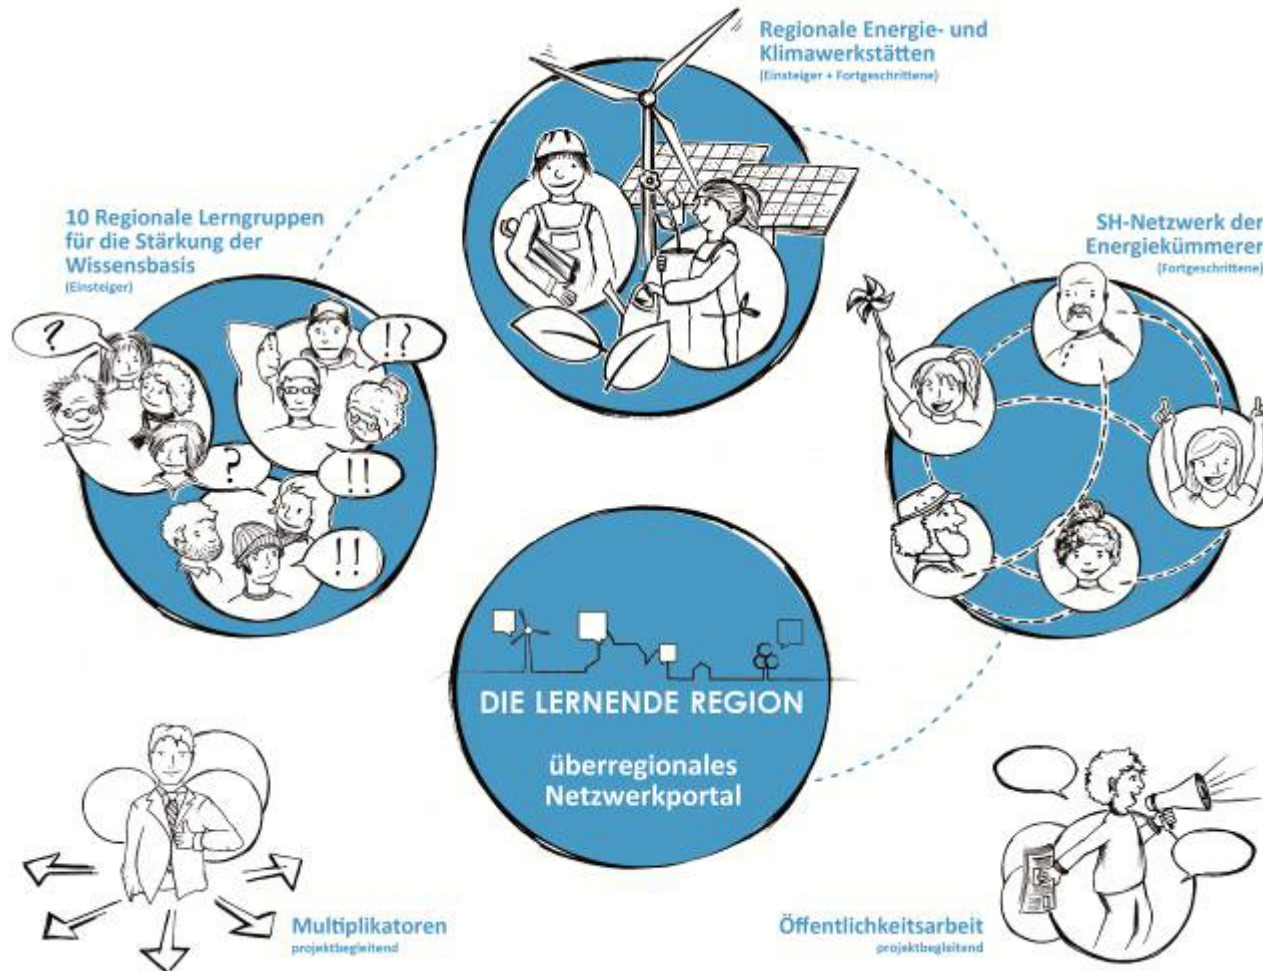 Regionale Energie- und
Klimawerkstätten
(Einsteiger + Fortgeschrittene)
10 Regionale Lerngruppen
für die Stärkung der
Wissensbasis
(Einsteiger)
SH-Netzwerk der
Energiekümmerer
(Fortgeschrittene)
?
!?
?
!!
!!
DIE LERNENDE REGION
überregionales
Netzwerkportal
Multiplikatoren
projektbegleitend
Öffentlichkeitsarbeit
projektbegleitend